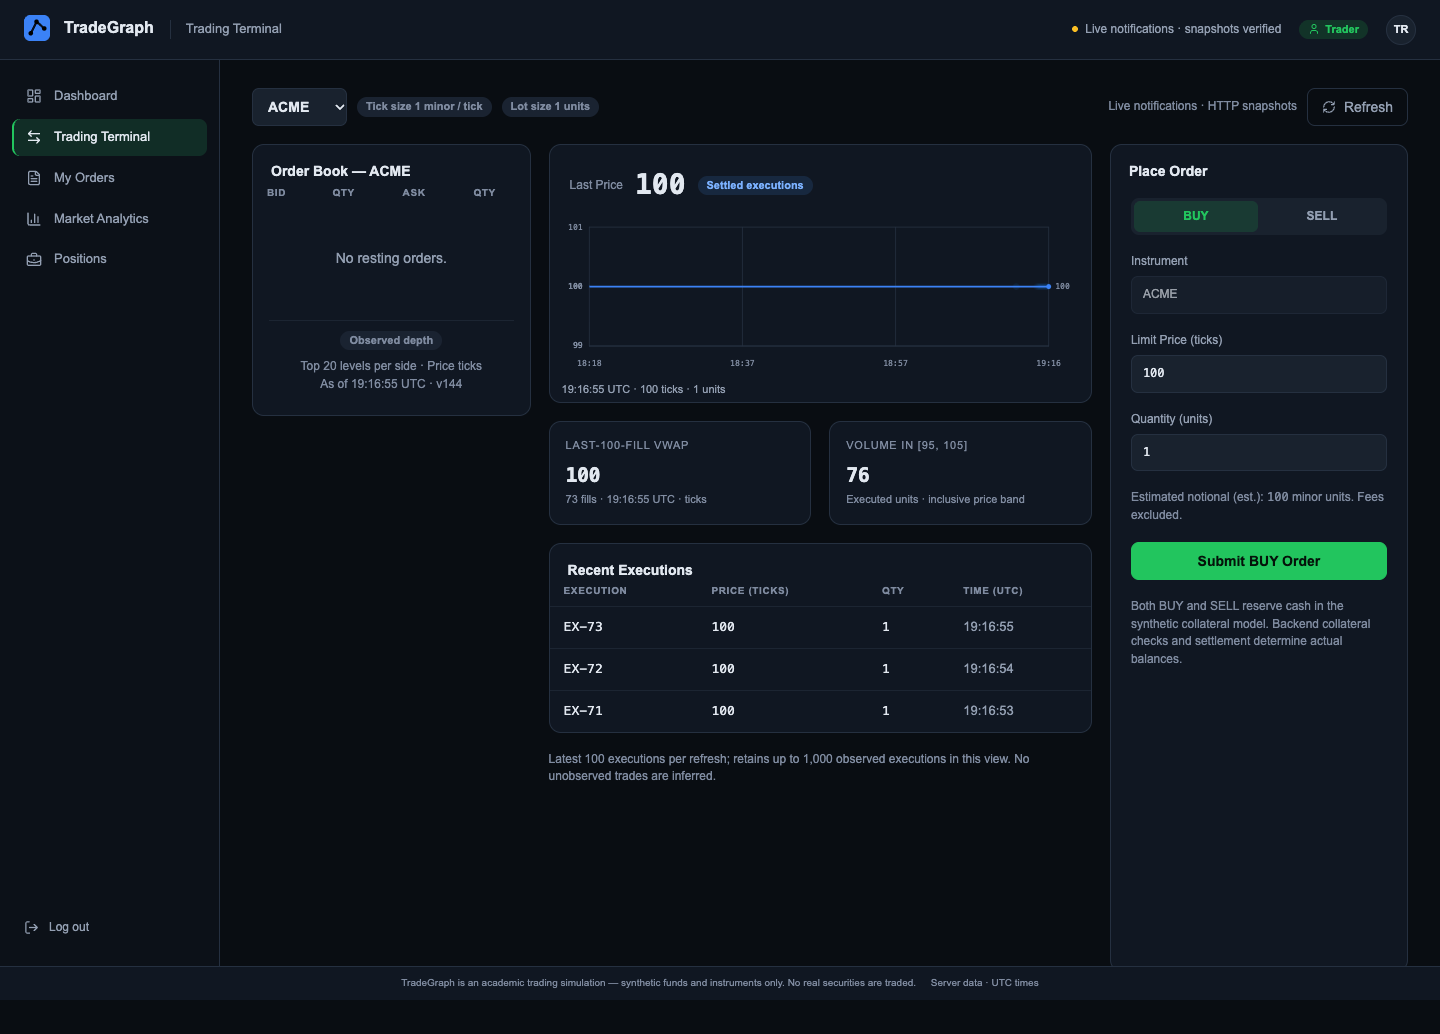 TradeGraph
Trading Terminal
Live notifications · snapshots verified
Trader
TR
Dashboard
Trading Terminal
My Orders
Market Analytics
Positions
Log out
ACME
Tick size 1 minor / tick
Lot size 1 units
Live notifications · HTTP snapshots
Refresh
Order Book — ACME
BID QTY ASK QTY
No resting orders.
Observed depth
Top 20 levels per side · Price ticks
As of 19:16:55 UTC · v144
Last Price 100 Settled executions
101
100
100
99
18:18 18:37 18:57 19:16
19:16:55 UTC · 100 ticks · 1 units
LAST-100-FILL VWAP
100
73 fills · 19:16:55 UTC · ticks
VOLUME IN [95, 105]
76
Executed units · inclusive price band
Recent Executions
EXECUTION PRICE (TICKS) QTY TIME (UTC)
EX-73 100 1 19:16:55
EX-72 100 1 19:16:54
EX-71 100 1 19:16:53
Latest 100 executions per refresh; retains up to 1,000 observed executions in this view. No
unobserved trades are inferred.
Place Order
BUY SELL
Instrument
ACME
Limit Price (ticks)
100
Quantity (units)
1
Estimated notional (est.): 100 minor units. Fees
excluded.
Submit BUY Order
Both BUY and SELL reserve cash in the
synthetic collateral model. Backend collateral
checks and settlement determine actual
balances.
TradeGraph is an academic trading simulation — synthetic funds and instruments only. No real securities are traded. Server data · UTC times